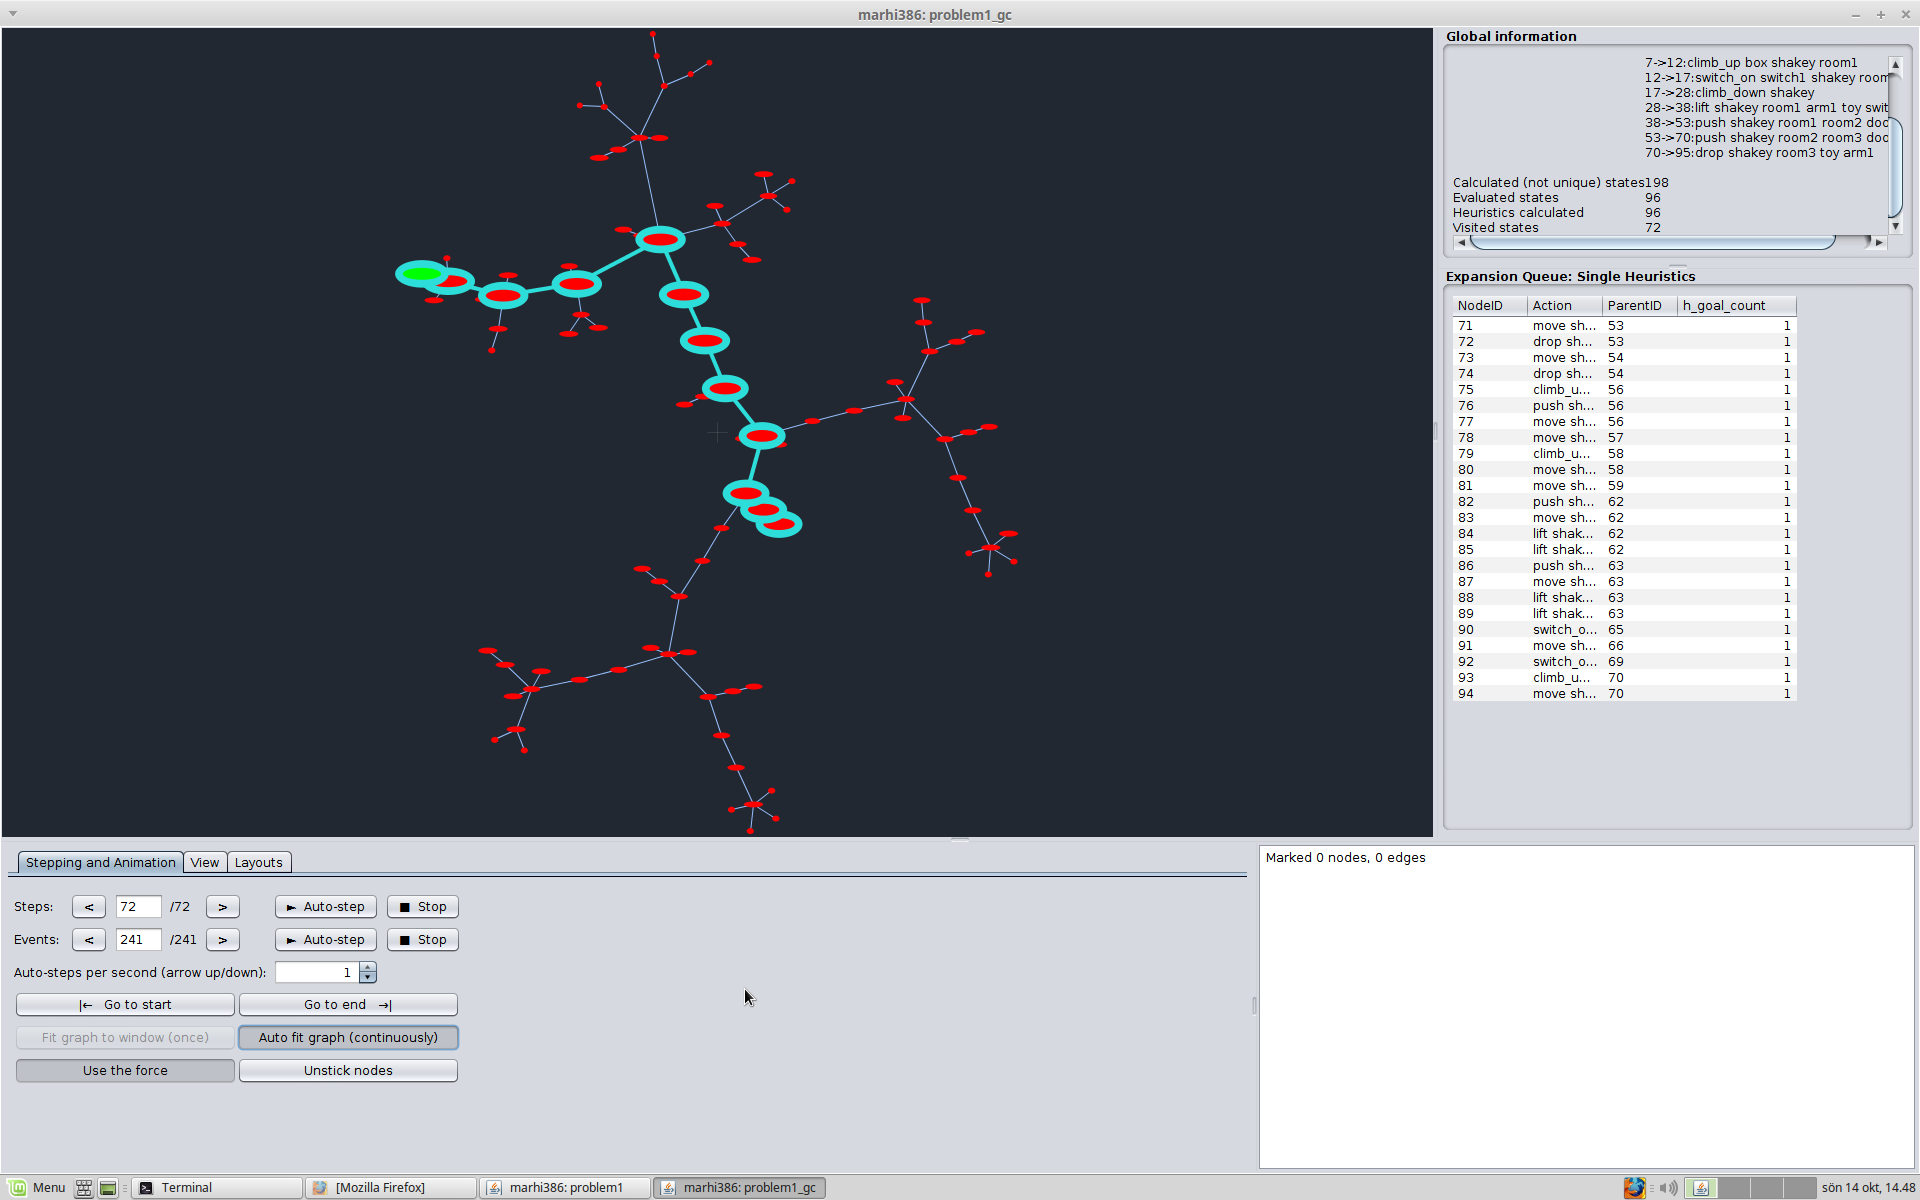 marhi386: problem1_gc
Global information
7->12:climb_up box shakey room1
12->17:switch_on switch1 shakey room
17->28:climb_down shakey
28->38:lift shakey room1 arm1 toy swit
38->53:push shakey room1 room2 doo
53->70:push shakey room2 room3 doo
70->95:drop shakey room3 toy arm1
Calculated (not unique) states198
Evaluated states 96
Heuristics calculated 96
Visited states 72
Expansion Queue: Single Heuristics
NodeID Action ParentID h_goal_count
71 move sh... 53 1
72 drop sh... 53 1
73 move sh... 54 1
74 drop sh... 54 1
75 climb_u... 56 1
76 push sh... 56 1
77 move sh... 56 1
78 move sh... 57 1
79 climb_u... 58 1
80 move sh... 58 1
81 move sh... 59 1
82 push sh... 62 1
83 move sh... 62 1
84 lift shak... 62 1
85 lift shak... 62 1
86 push sh... 63 1
87 move sh... 63 1
88 lift shak... 63 1
89 lift shak... 63 1
90 switch_o... 65 1
91 move sh... 66 1
92 switch_o... 69 1
93 climb_u... 70 1
94 move sh... 70 1
Stepping and Animation View Layouts
Steps: < 72 /72 > Auto-step Stop
Events: < 241 /241 > Auto-step Stop
Auto-steps per second (arrow up/down): 1
Go to start Go to end
Fit graph to window (once) Auto fit graph (continuously)
Use the force Unstick nodes
Marked 0 nodes, 0 edges
Menu Terminal [Mozilla Firefox] marhi386: problem1 marhi386: problem1_gc sön 14 okt, 14.48